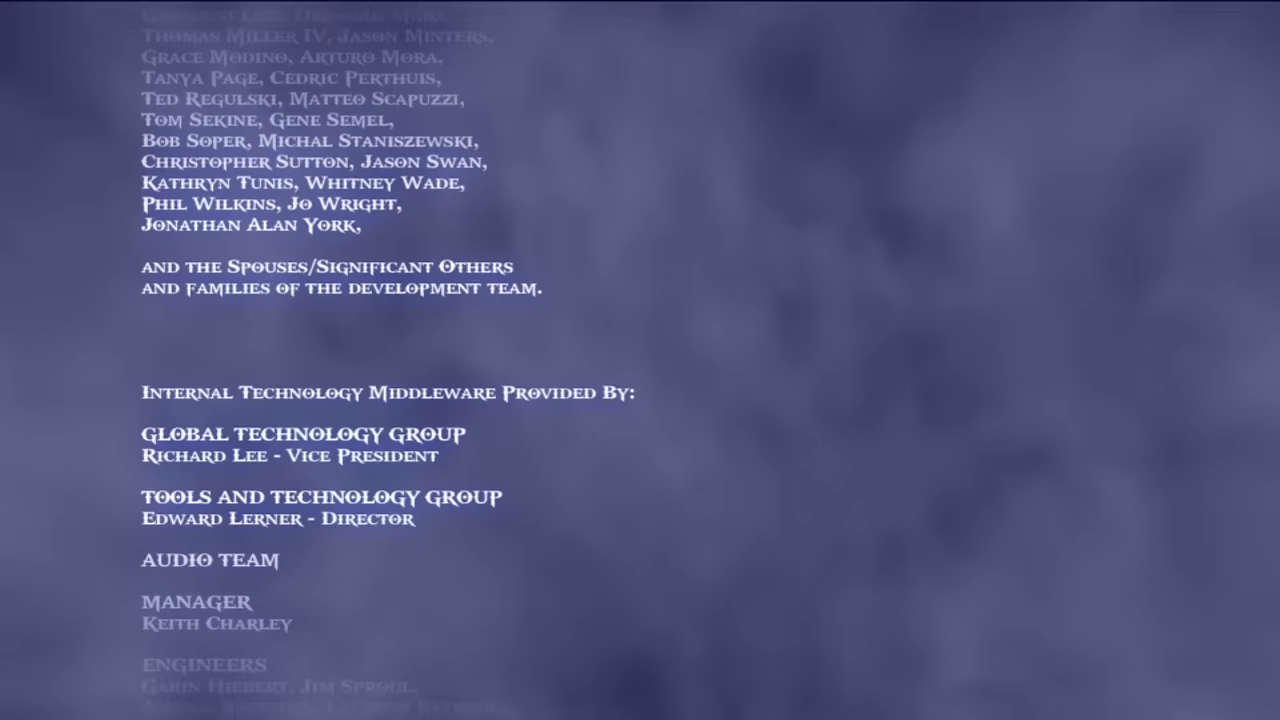 Thomas Miller IV, Jason Minters,
Grace Modino, Arturo Mora,
Tanya Page, Cedric Perthuis,
Ted Regulski, Matteo Scapuzzi,
Tom Sekine, Gene Semel,
Bob Soper, Michal Staniszewski,
Christopher Sutton, Jason Swan,
Kathryn Tunis, Whitney Wade,
Phil Wilkins, Jo Wright,
Jonathan Alan York,
and the Spouses/Significant Others
and families of the development team.
Internal Technology Middleware Provided By:
GLOBAL TECHNOLOGY GROUP
Richard Lee - Vice President
TOOLS AND TECHNOLOGY GROUP
Edward Lerner - Director
AUDIO TEAM
MANAGER
Keith Charley
ENGINEERS
Garin Hiebert, Jim Sproul,